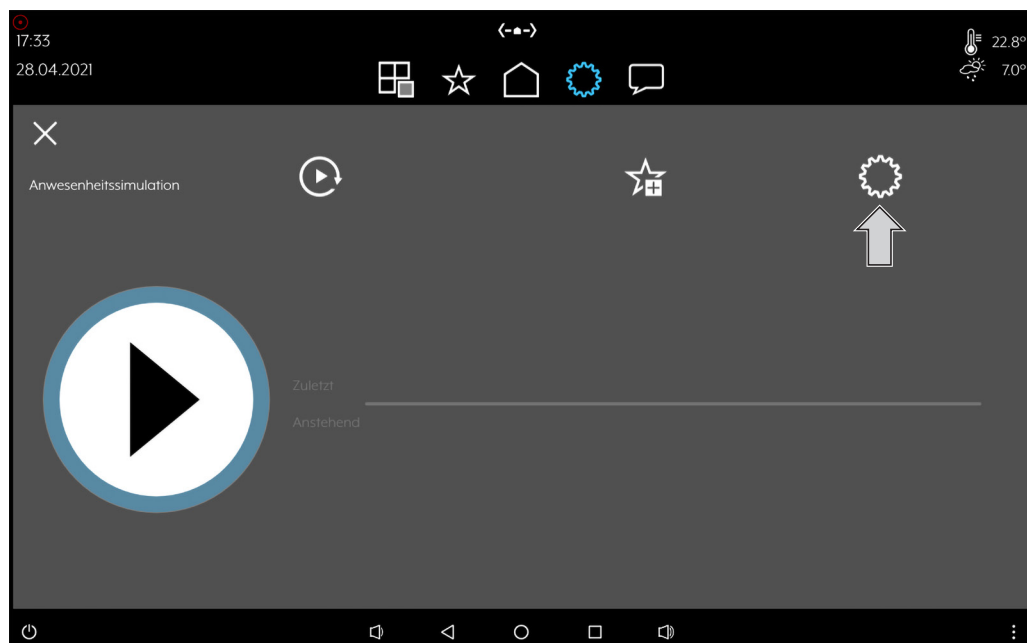 17:33
28.04.2021
22.8°
7.0°
Anwesenheitssimulation
Zuletzt
Anstehend